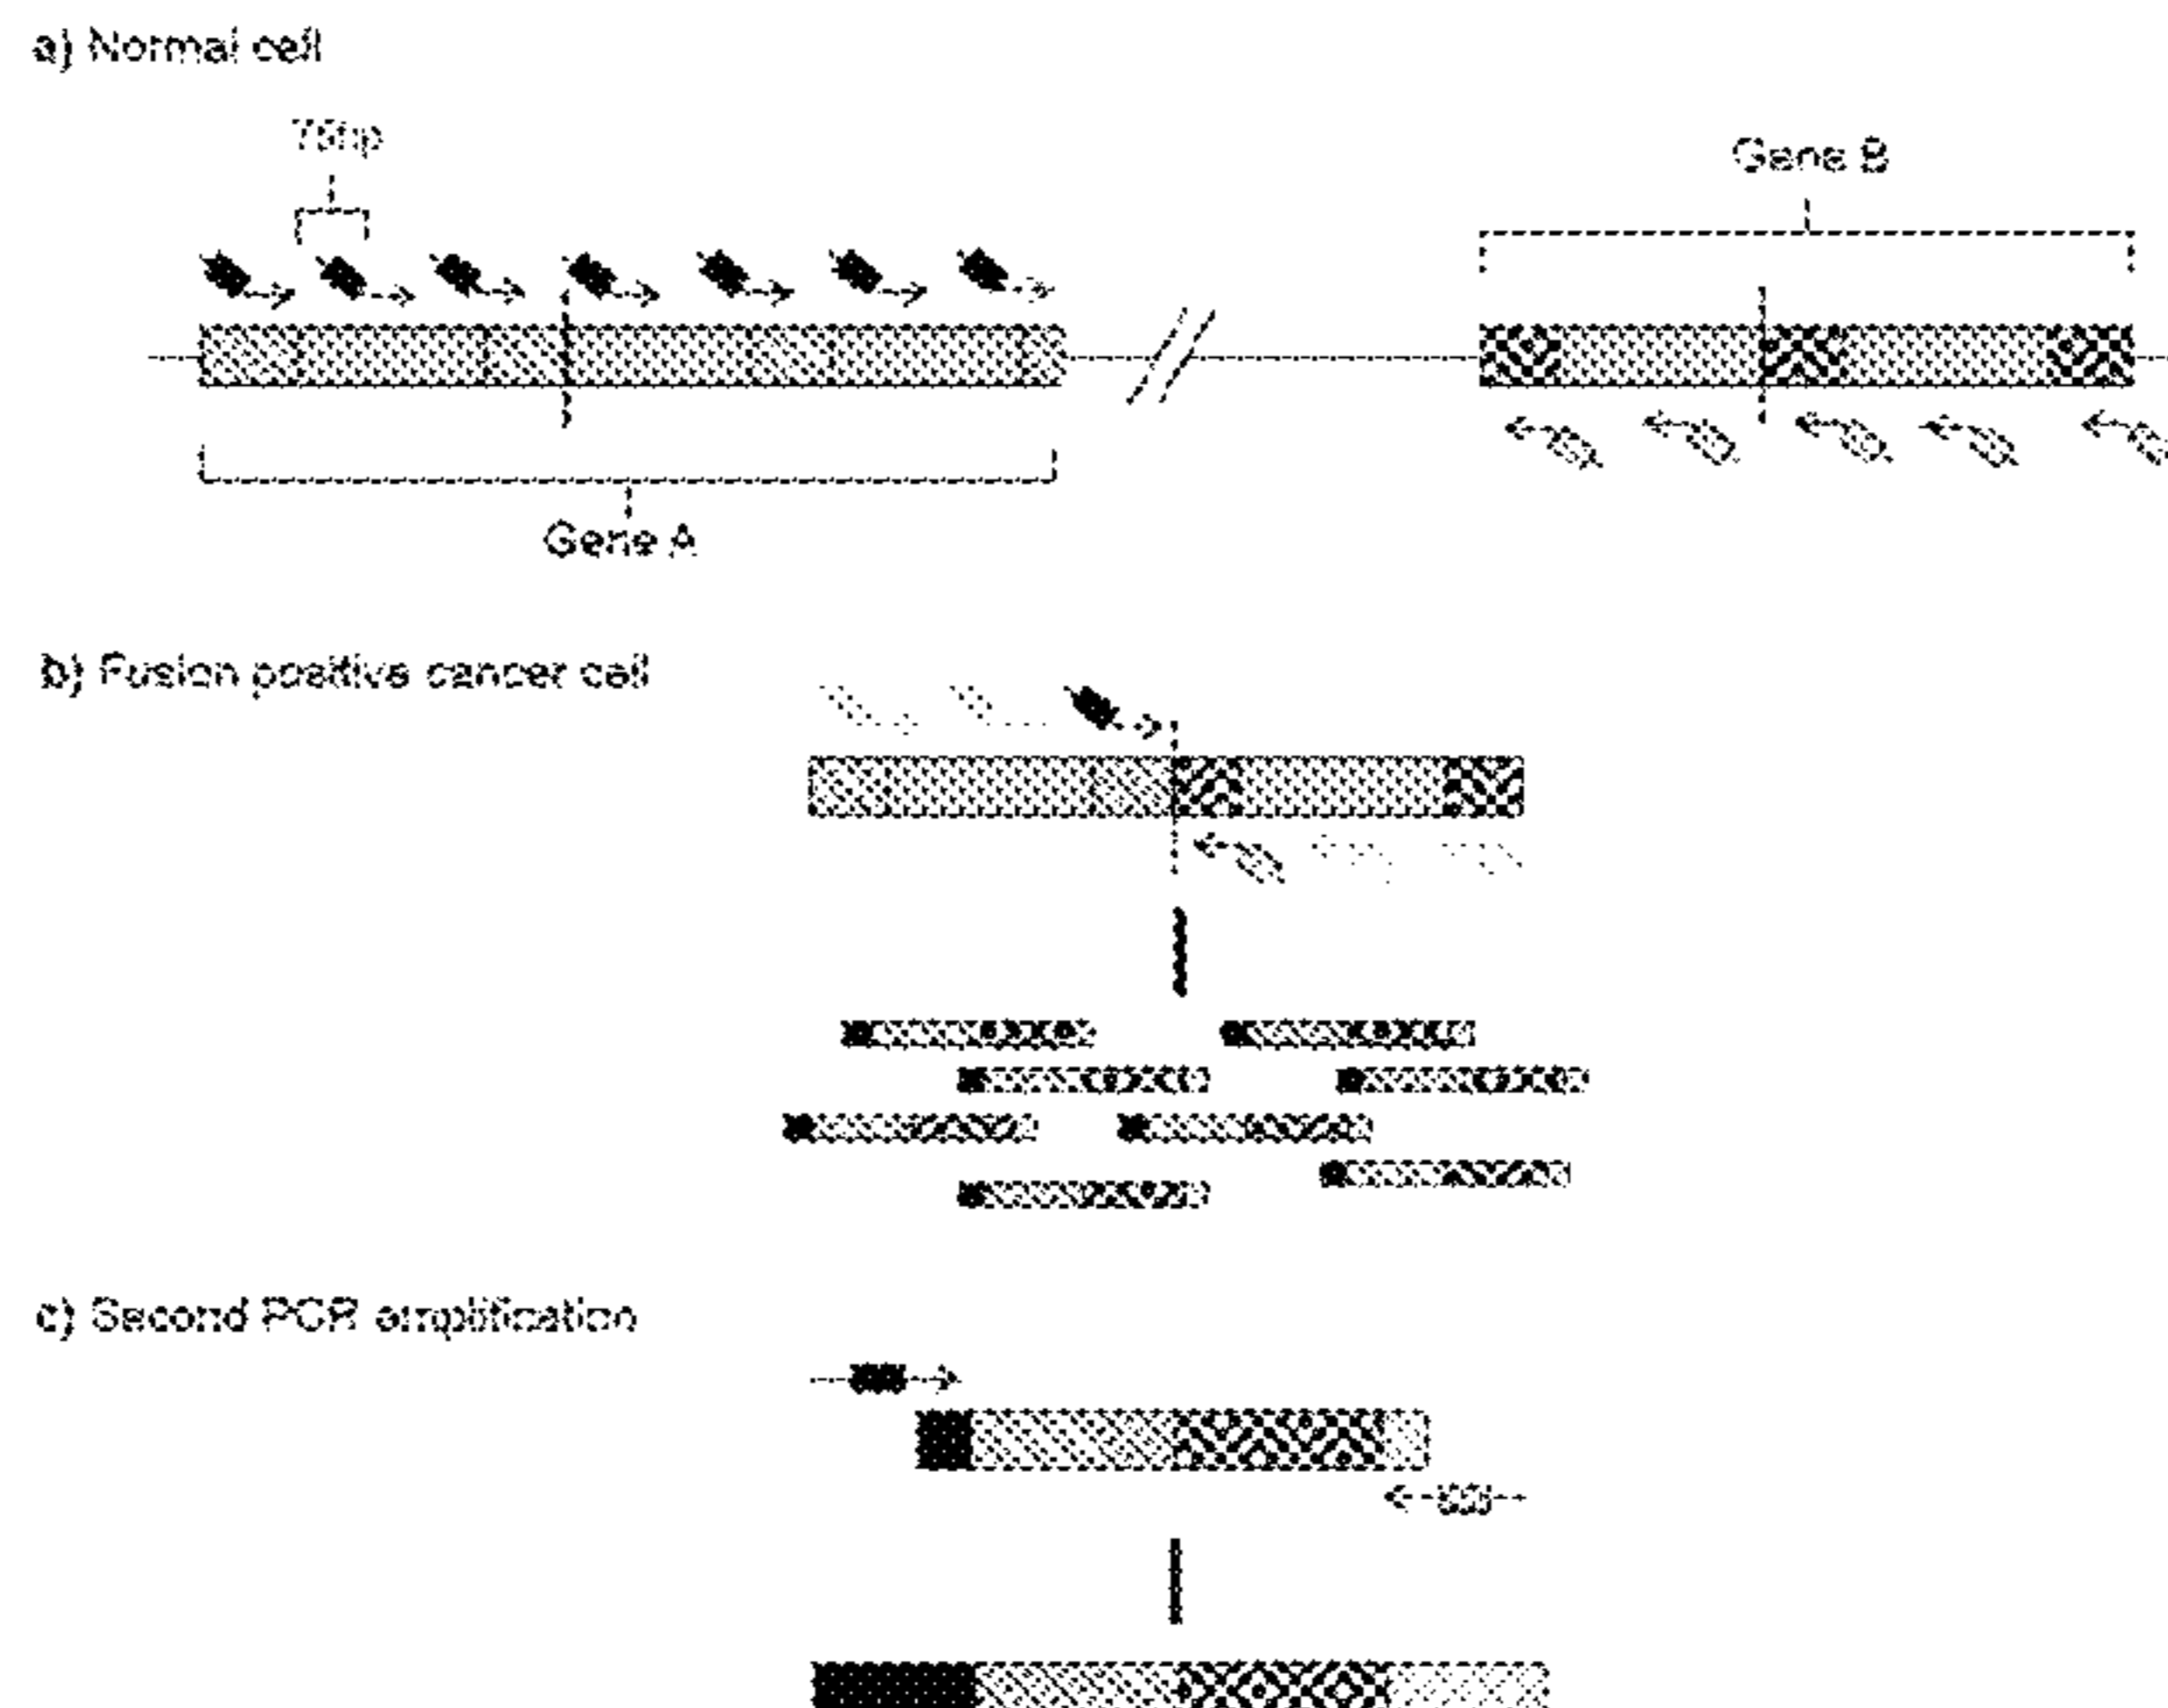 a) Normal cell
Gene B
Gene A
b) Fusion positive cancer cell
c) Second PCR amplification